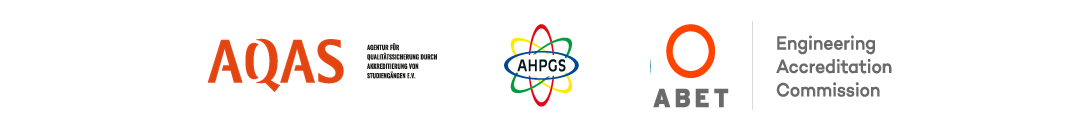 AQAS
AGENTUR FÜR
QUALITÄTSSICHERUNG DURCH
AKKREDITIERUNG VON
STUDIENGÄNGEN E.V.
AHPGS
ABET
Engineering
Accreditation
Commission